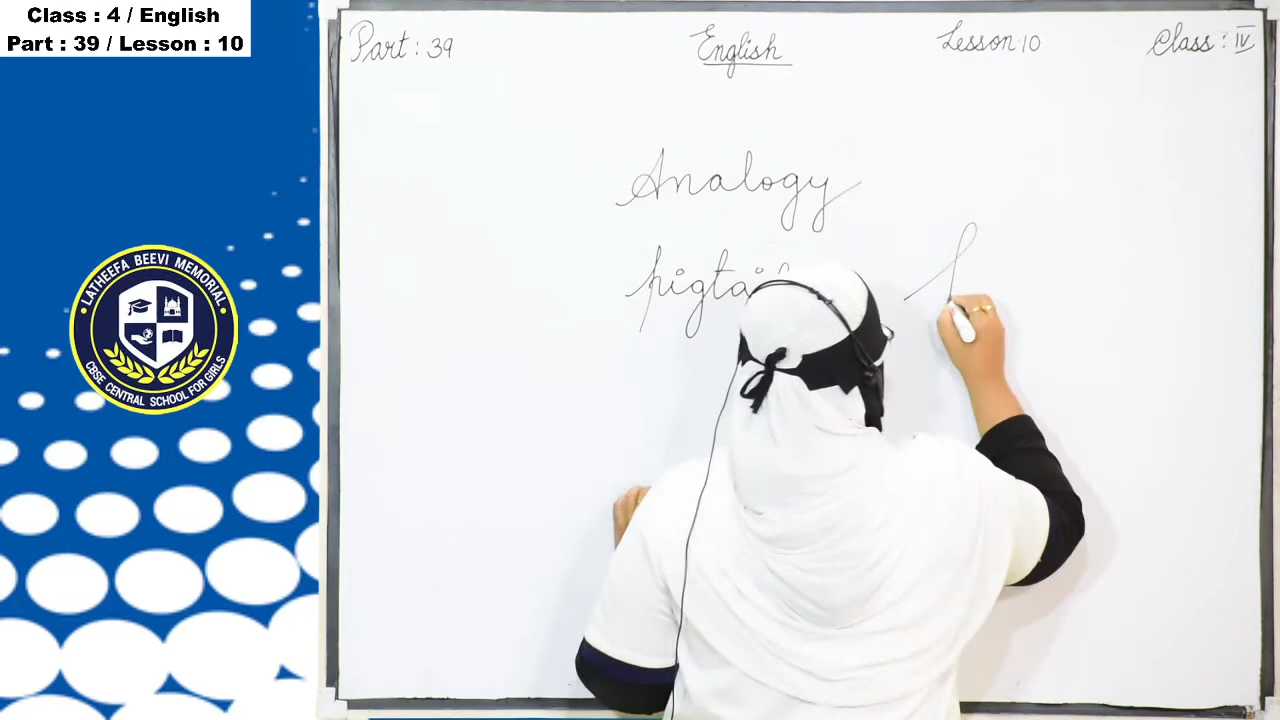 Class : 4 / English
Part : 39 / Lesson : 10
Part : 39 English Lesson:10 Class : IV
Analogy
LATHEEFA BEEVI MEMORIAL
CBSE CENTRAL SCHOOL FOR GIRLS